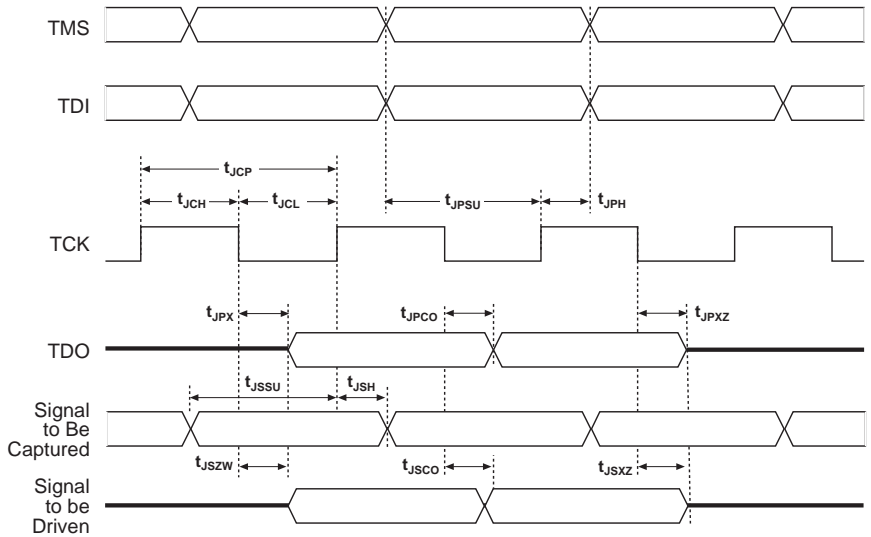 TMS
TDI
tJCP
tJCH
tJCL
tJPSU
tJPH
TCK
tJPX
tJPCO
tJPXZ
TDO
tJSSU
tJSH
Signal
to Be
Captured
tJSZW
tJSCO
tJSXZ
Signal
to be
Driven